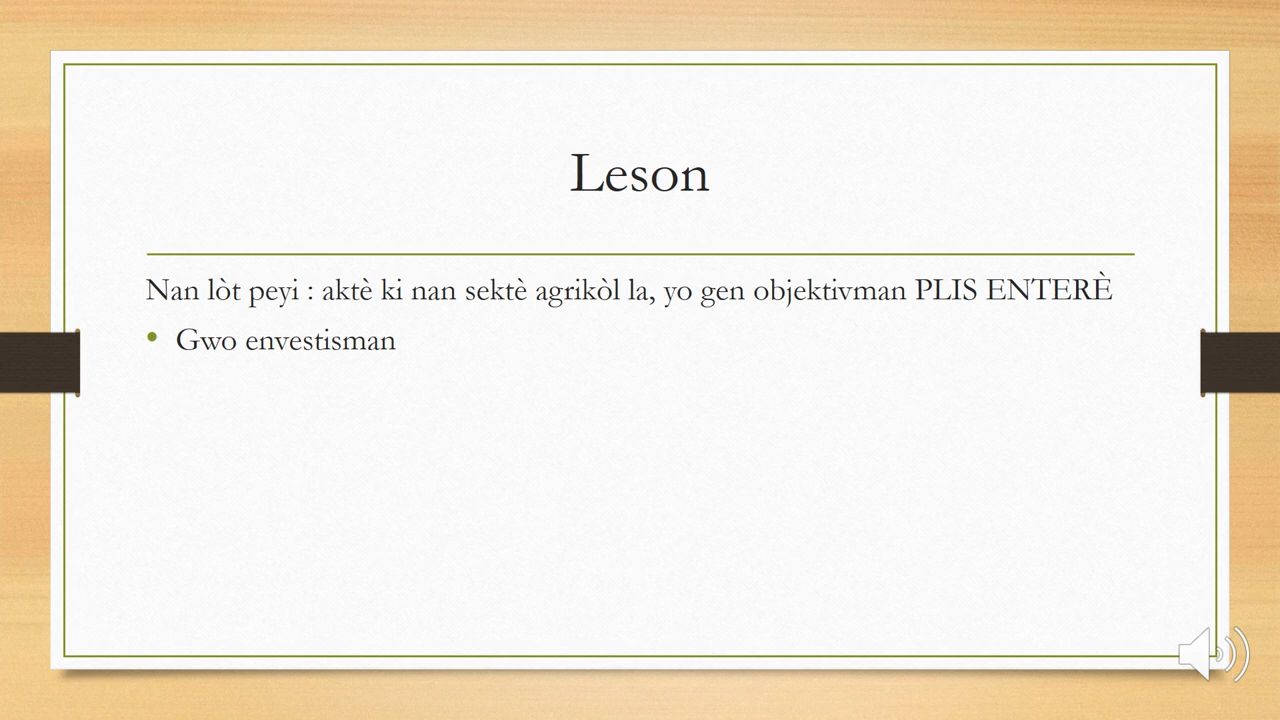 Leson
Nan lòt peyi : aktè ki nan sektè agrikòl la, yo gen objektivman PLIS ENTERÈ
• Gwo envestisman